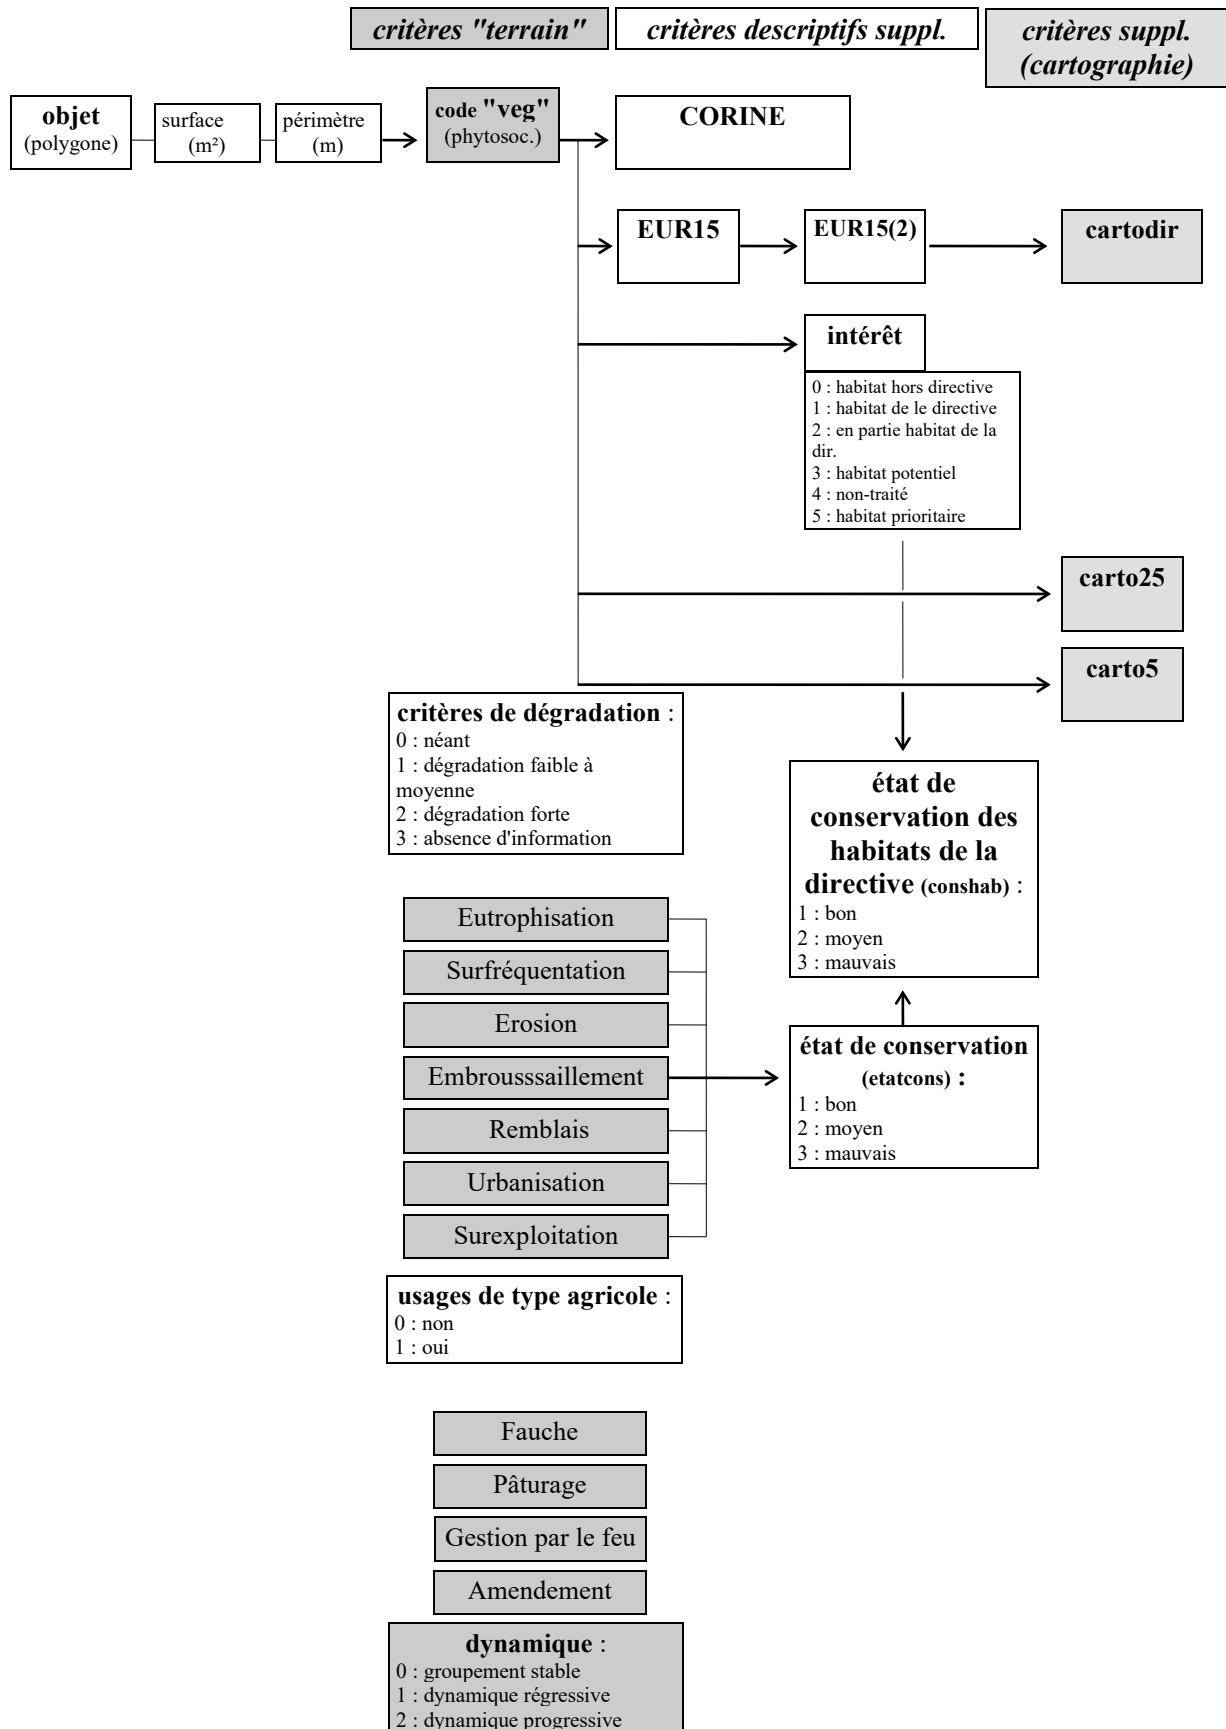 critères "terrain"
critères descriptifs suppl.
critères suppl.
(cartographie)
objet
(polygone)
surface
(m²)
périmètre
(m)
code "veg"
(phytosoc.)
CORINE
EUR15
EUR15(2)
cartodir
intérêt
0 : habitat hors directive
1 : habitat de le directive
2 : en partie habitat de la
dir.
3 : habitat potentiel
4 : non-traité
5 : habitat prioritaire
carto25
carto5
critères de dégradation :
0 : néant
1 : dégradation faible à
moyenne
2 : dégradation forte
3 : absence d'information
état de
conservation des
habitats de la
directive (conshab) :
1 : bon
2 : moyen
3 : mauvais
Eutrophisation
Surfréquentation
Erosion
Embrousssaillement
Remblais
Urbanisation
Surexploitation
état de conservation
(etatcons) :
1 : bon
2 : moyen
3 : mauvais
usages de type agricole :
0 : non
1 : oui
Fauche
Pâturage
Gestion par le feu
Amendement
dynamique :
0 : groupement stable
1 : dynamique régressive
2 : dynamique progressive